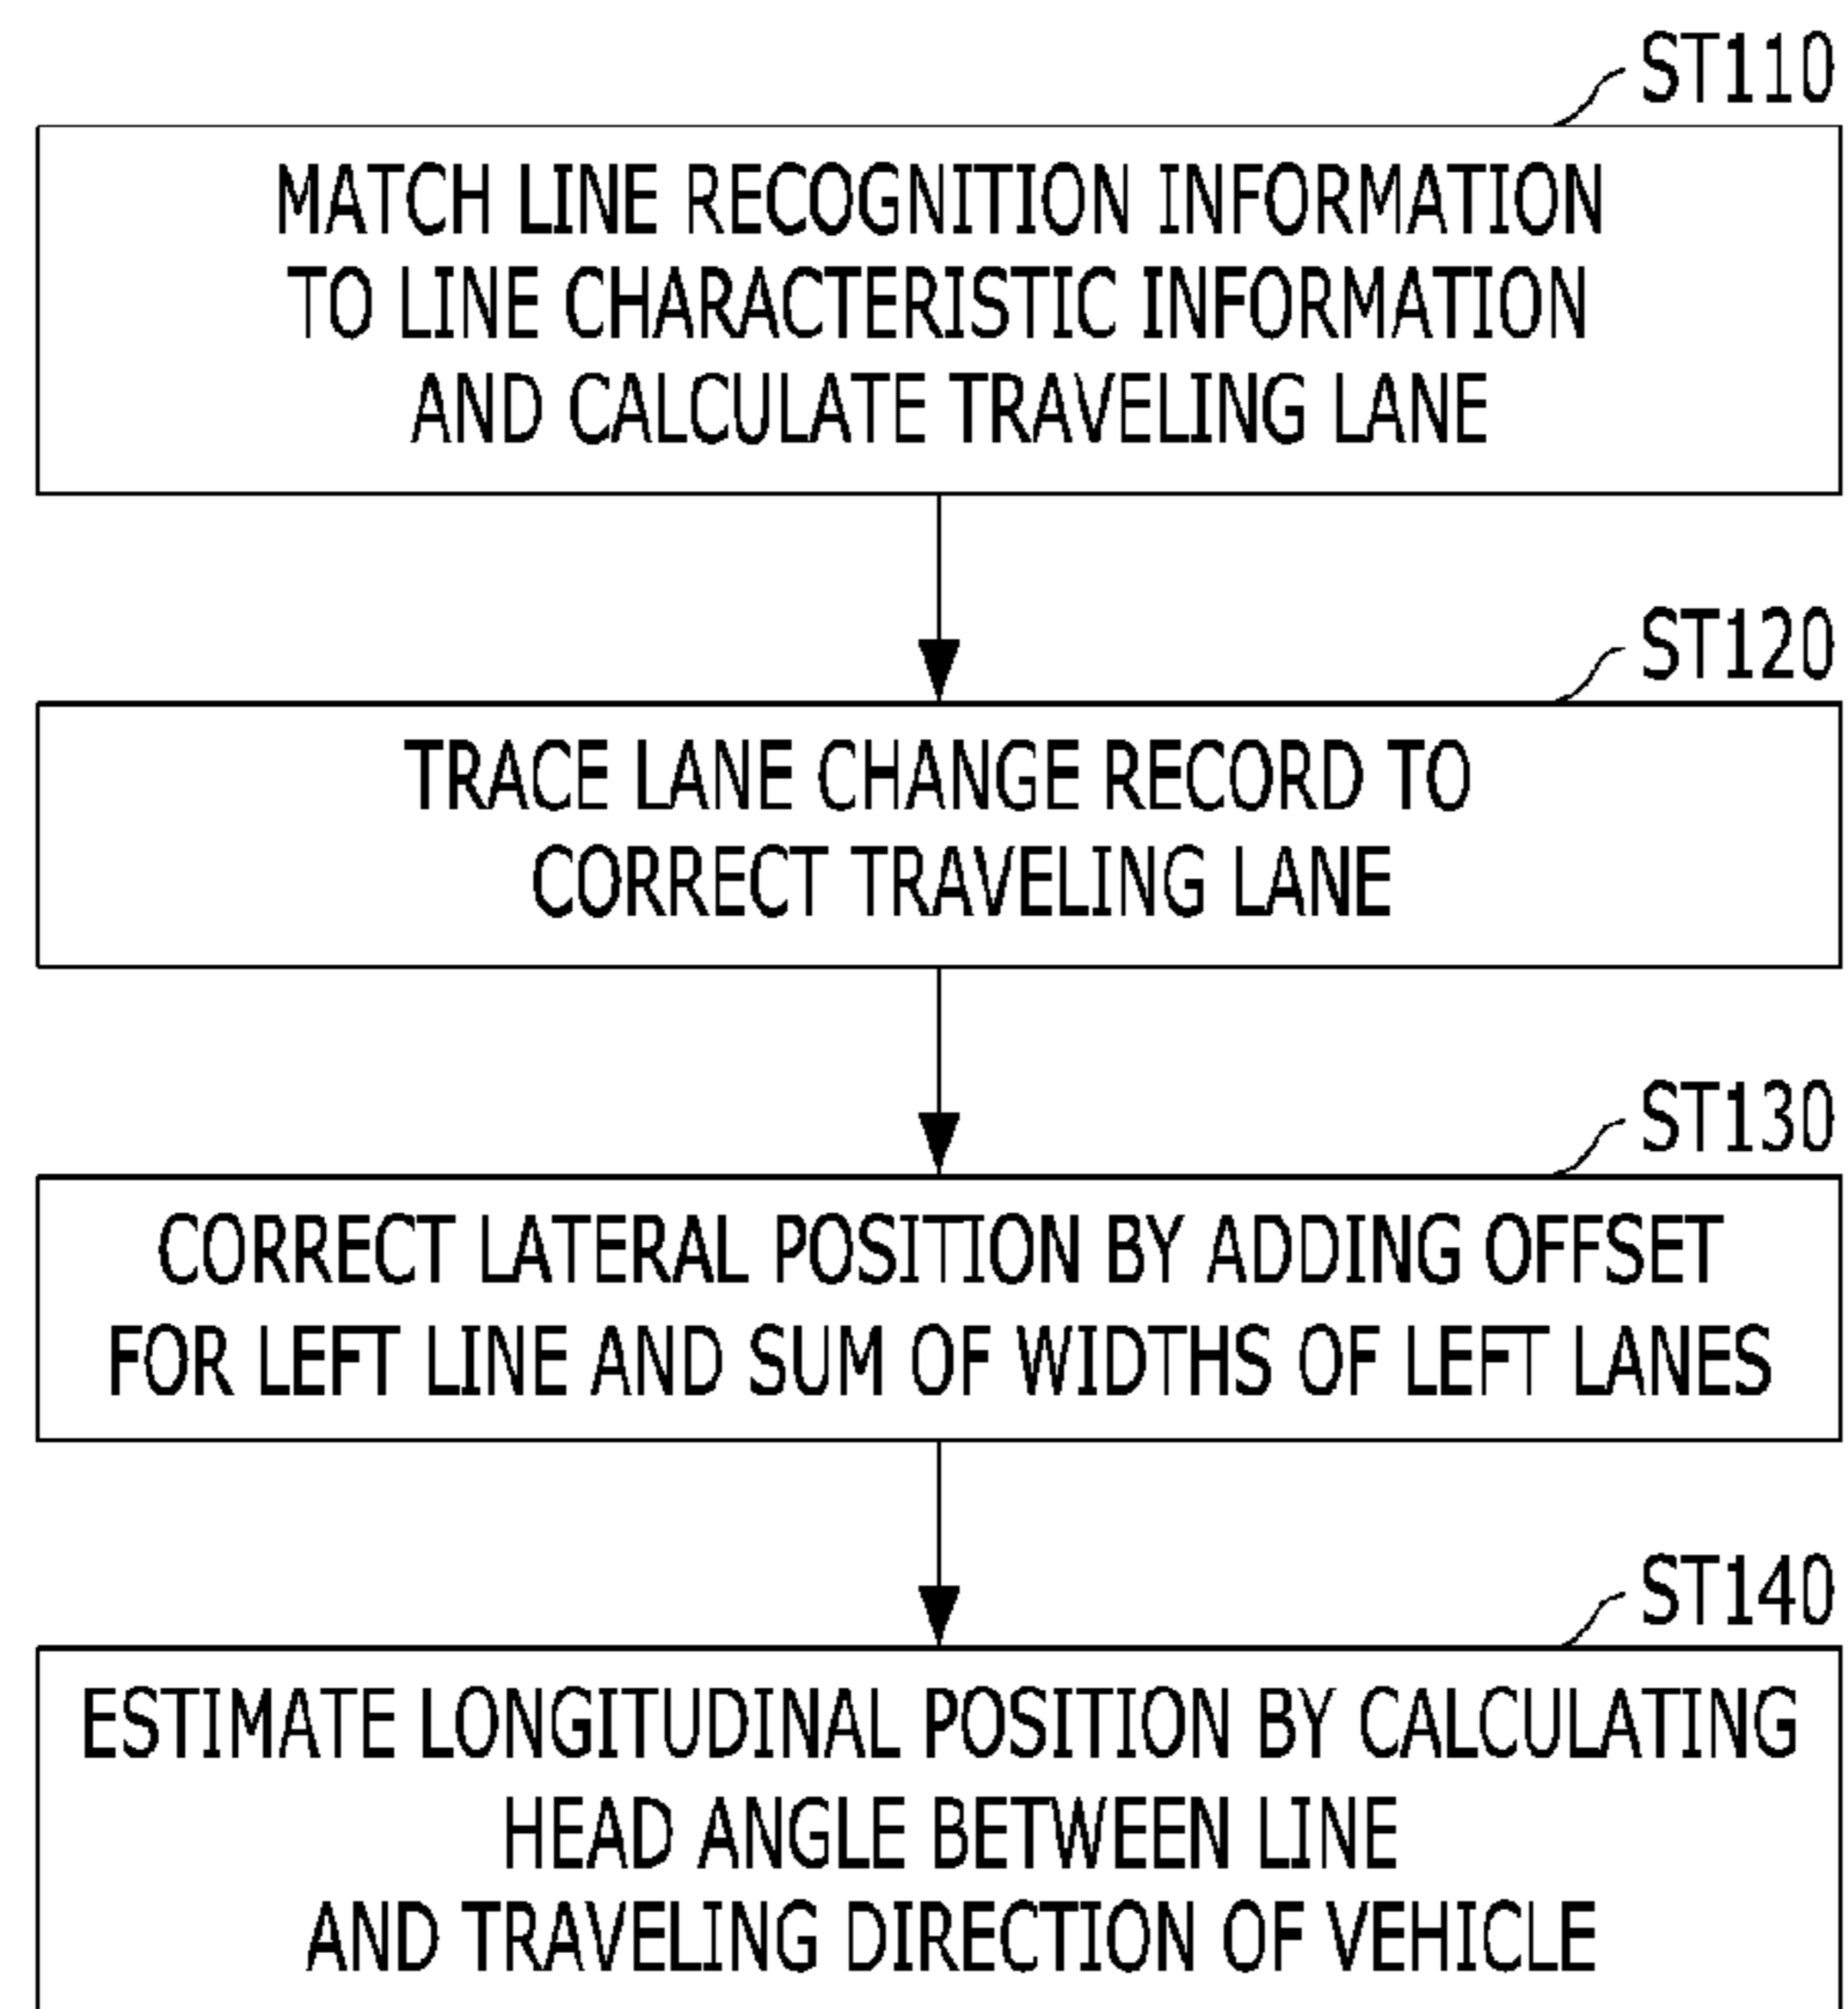 ST110
MATCH LINE RECOGNITION INFORMATION
TO LINE CHARACTERISTIC INFORMATION
AND CALCULATE TRAVELING LANE
ST120
TRACE LANE CHANGE RECORD TO
CORRECT TRAVELING LANE
ST130
CORRECT LATERAL POSITION BY ADDING OFFSET
FOR LEFT LINE AND SUM OF WIDTHS OF LEFT LANES
ST140
ESTIMATE LONGITUDINAL POSITION BY CALCULATING
HEAD ANGLE BETWEEN LINE
AND TRAVELING DIRECTION OF VEHICLE